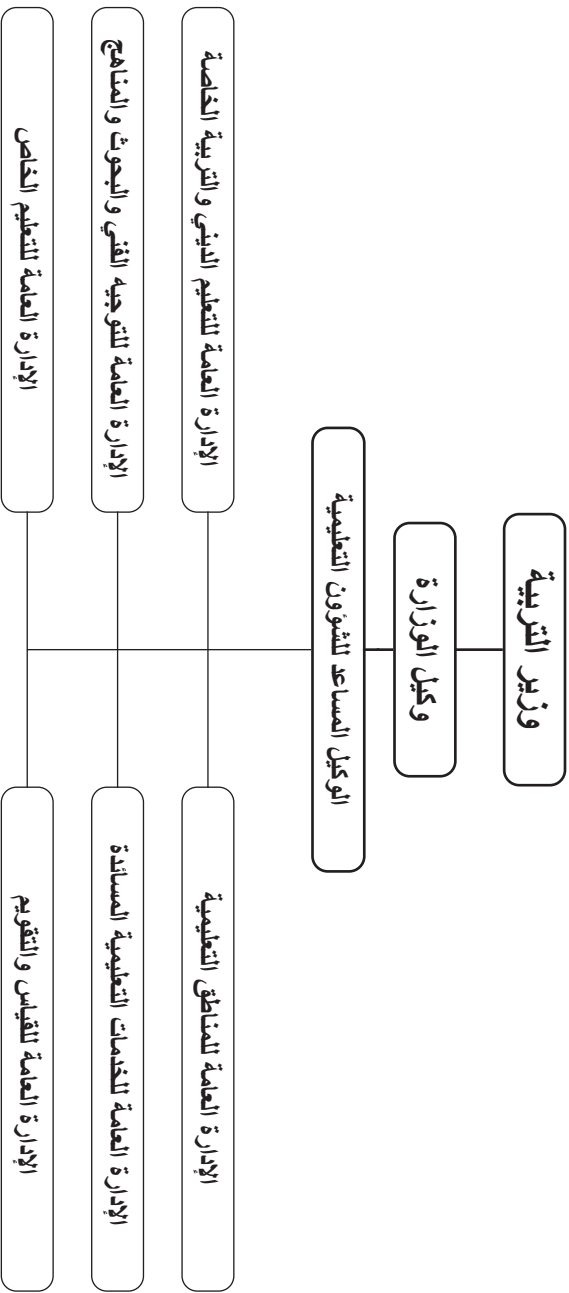 وزير التربية
وكيل الوزارة
الوكيل المساعد للشؤون التعليمية
الإدارة العامة للمناطق التعليمية
الإدارة العامة للتعليم الديني والتربية الخاصة
الإدارة العامة للخدمات التعليمية المساندة
الإدارة العامة للتوجيه الفني والبحوث والمناهج
الإدارة العامة للقياس والتقويم
الإدارة العامة للتعليم الخاص